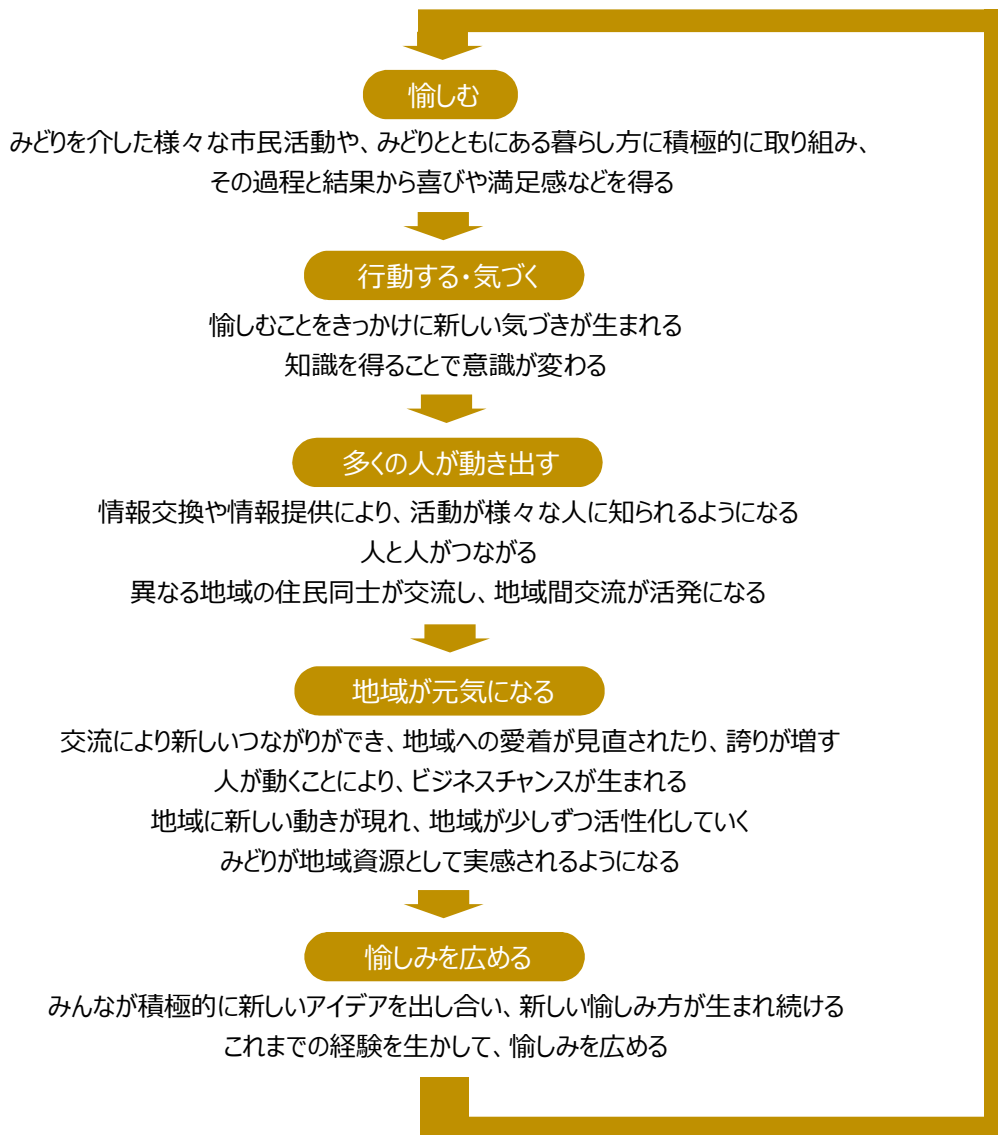 愉しむ
みどりを介した様々な市民活動や、みどりとともにある暮らし方に積極的に取り組み、
その過程と結果から喜びや満足感などを得る
行動する・気づく
愉しむことをきっかけに新しい気づきが生まれる
知識を得ることで意識が変わる
多くの人が動き出す
情報交換や情報提供により、活動が様々な人に知られるようになる
人と人がつながる
異なる地域の住民同士が交流し、地域間交流が活発になる
地域が元気になる
交流により新しいつながりができ、地域への愛着が見直されたり、誇りが増す
人が動くことにより、ビジネスチャンスが生まれる
地域に新しい動きが現れ、地域が少しずつ活性化していく
みどりが地域資源として実感されるようになる
愉しみを広める
みんなが積極的に新しいアイデアを出し合い、新しい愉しみ方が生まれ続ける
これまでの経験を生かして、愉しみを広める